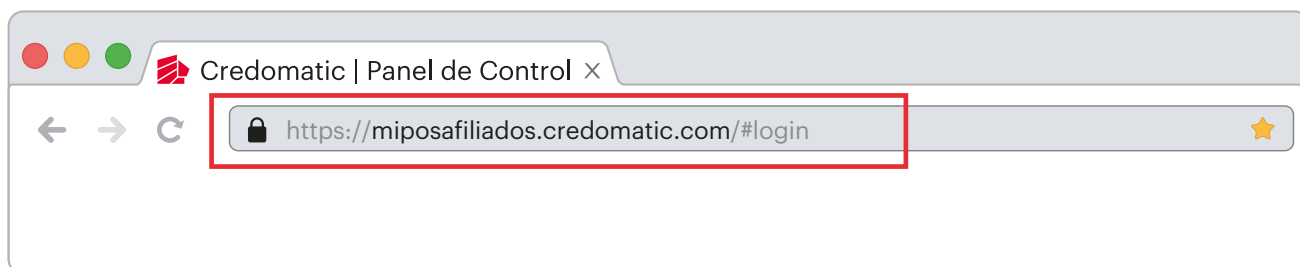 Credomatic | Panel de Control
https://miposafiliados.credomatic.com/#login